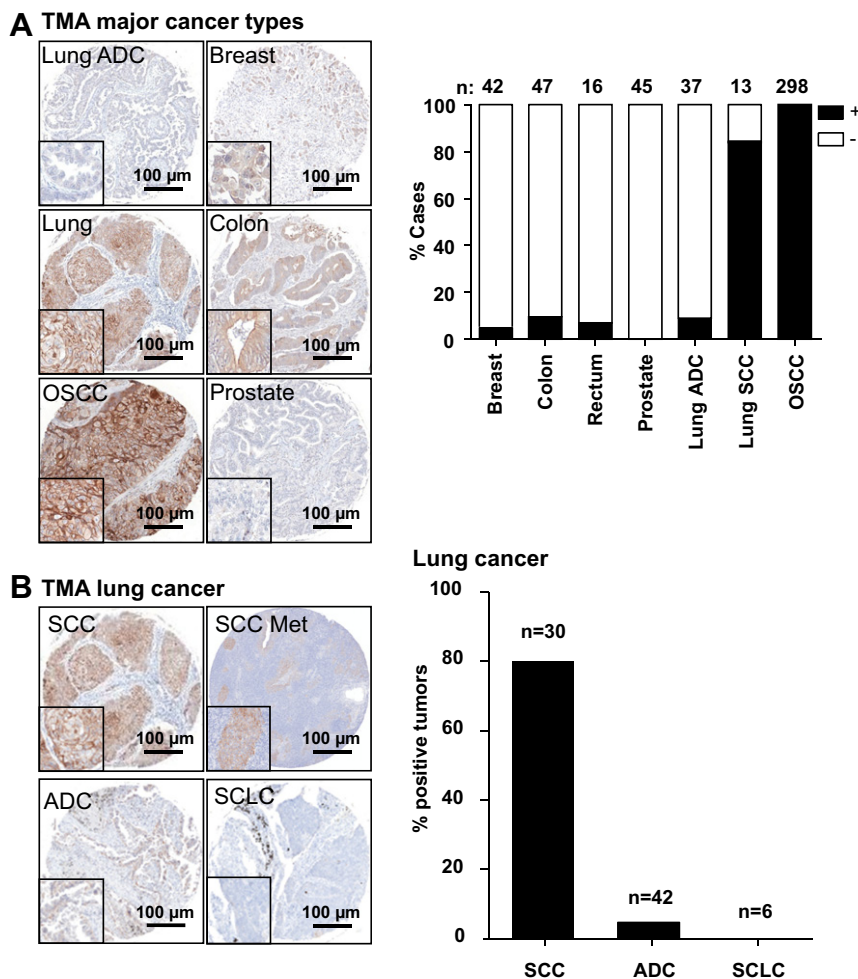 A TMA major cancer types
Lung ADC
Breast
100 µm
100 µm
Lung
Colon
100 µm
100 µm
OSCC
Prostate
100 µm
100 µm
n: 42 47 16 45 37 13 298
+
-
% Cases
100
80
60
40
20
0
Breast
Colon
Rectum
Prostate
Lung ADC
Lung SCC
OSCC
B TMA lung cancer
SCC
SCC Met
100 µm
100 µm
ADC
SCLC
100 µm
100 µm
Lung cancer
% positive tumors
100
80
60
40
20
0
n=30
n=42
n=6
SCC ADC SCLC